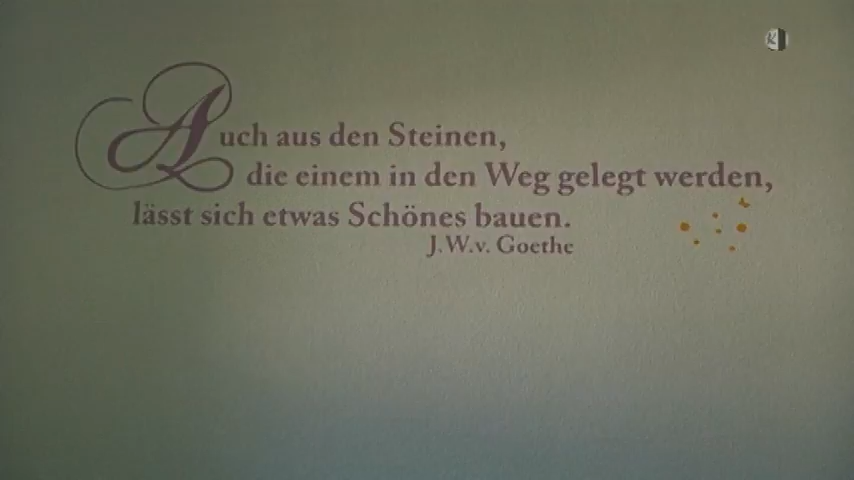 Auch aus den Steinen,
die einem in den Weg gelegt werden,
lässt sich etwas Schönes bauen.
J.W.v. Goethe